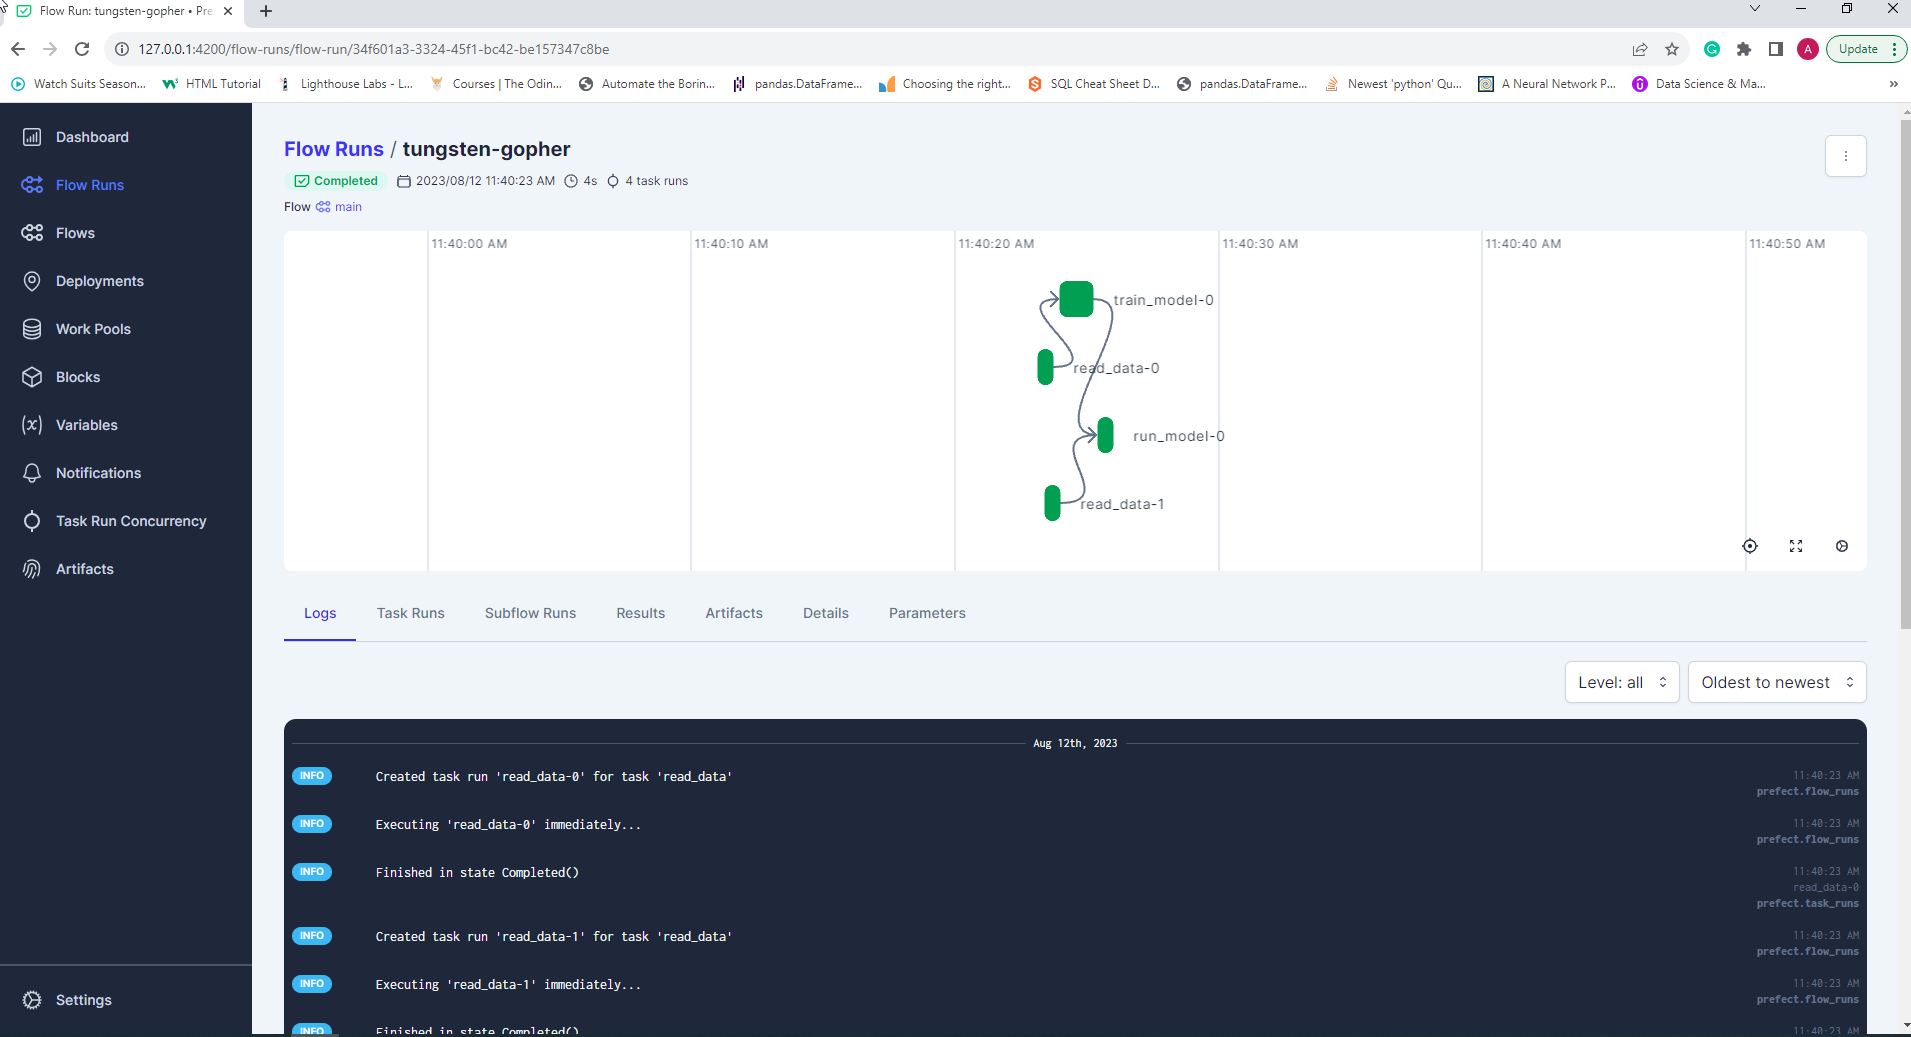 Flow Run: tungsten-gopher • Pre
127.0.0.1:4200/flow-runs/flow-run/34f601a3-3324-45f1-bc42-be157347c8be
A
Update
Watch Suits Season... HTML Tutorial Lighthouse Labs - L... Courses | The Odin... Automate the Borin... pandas.DataFrame... Choosing the right... SQL Cheat Sheet D... pandas.DataFrame... Newest 'python' Qu... A Neural Network P... Data Science & Ma... »
Dashboard
Flow Runs
Flows
Deployments
Work Pools
Blocks
Variables
Notifications
Task Run Concurrency
Artifacts
Settings
Flow Runs / tungsten-gopher
Completed 2023/08/12 11:40:23 AM 4s 4 task runs
Flow main
11:40:00 AM 11:40:10 AM 11:40:20 AM 11:40:30 AM 11:40:40 AM 11:40:50 AM
train_model-0
read_data-0
run_model-0
read_data-1
Logs Task Runs Subflow Runs Results Artifacts Details Parameters
Level: all Oldest to newest
Aug 12th, 2023
INFO Created task run 'read_data-0' for task 'read_data' 11:40:23 AM
prefect.flow_runs
INFO Executing 'read_data-0' immediately... 11:40:23 AM
prefect.flow_runs
INFO Finished in state Completed() 11:40:23 AM
read_data-0
prefect.task_runs
INFO Created task run 'read_data-1' for task 'read_data' 11:40:23 AM
prefect.flow_runs
INFO Executing 'read_data-1' immediately... 11:40:23 AM
prefect.flow_runs
INFO Finished in state Completed() 11:40:23 AM